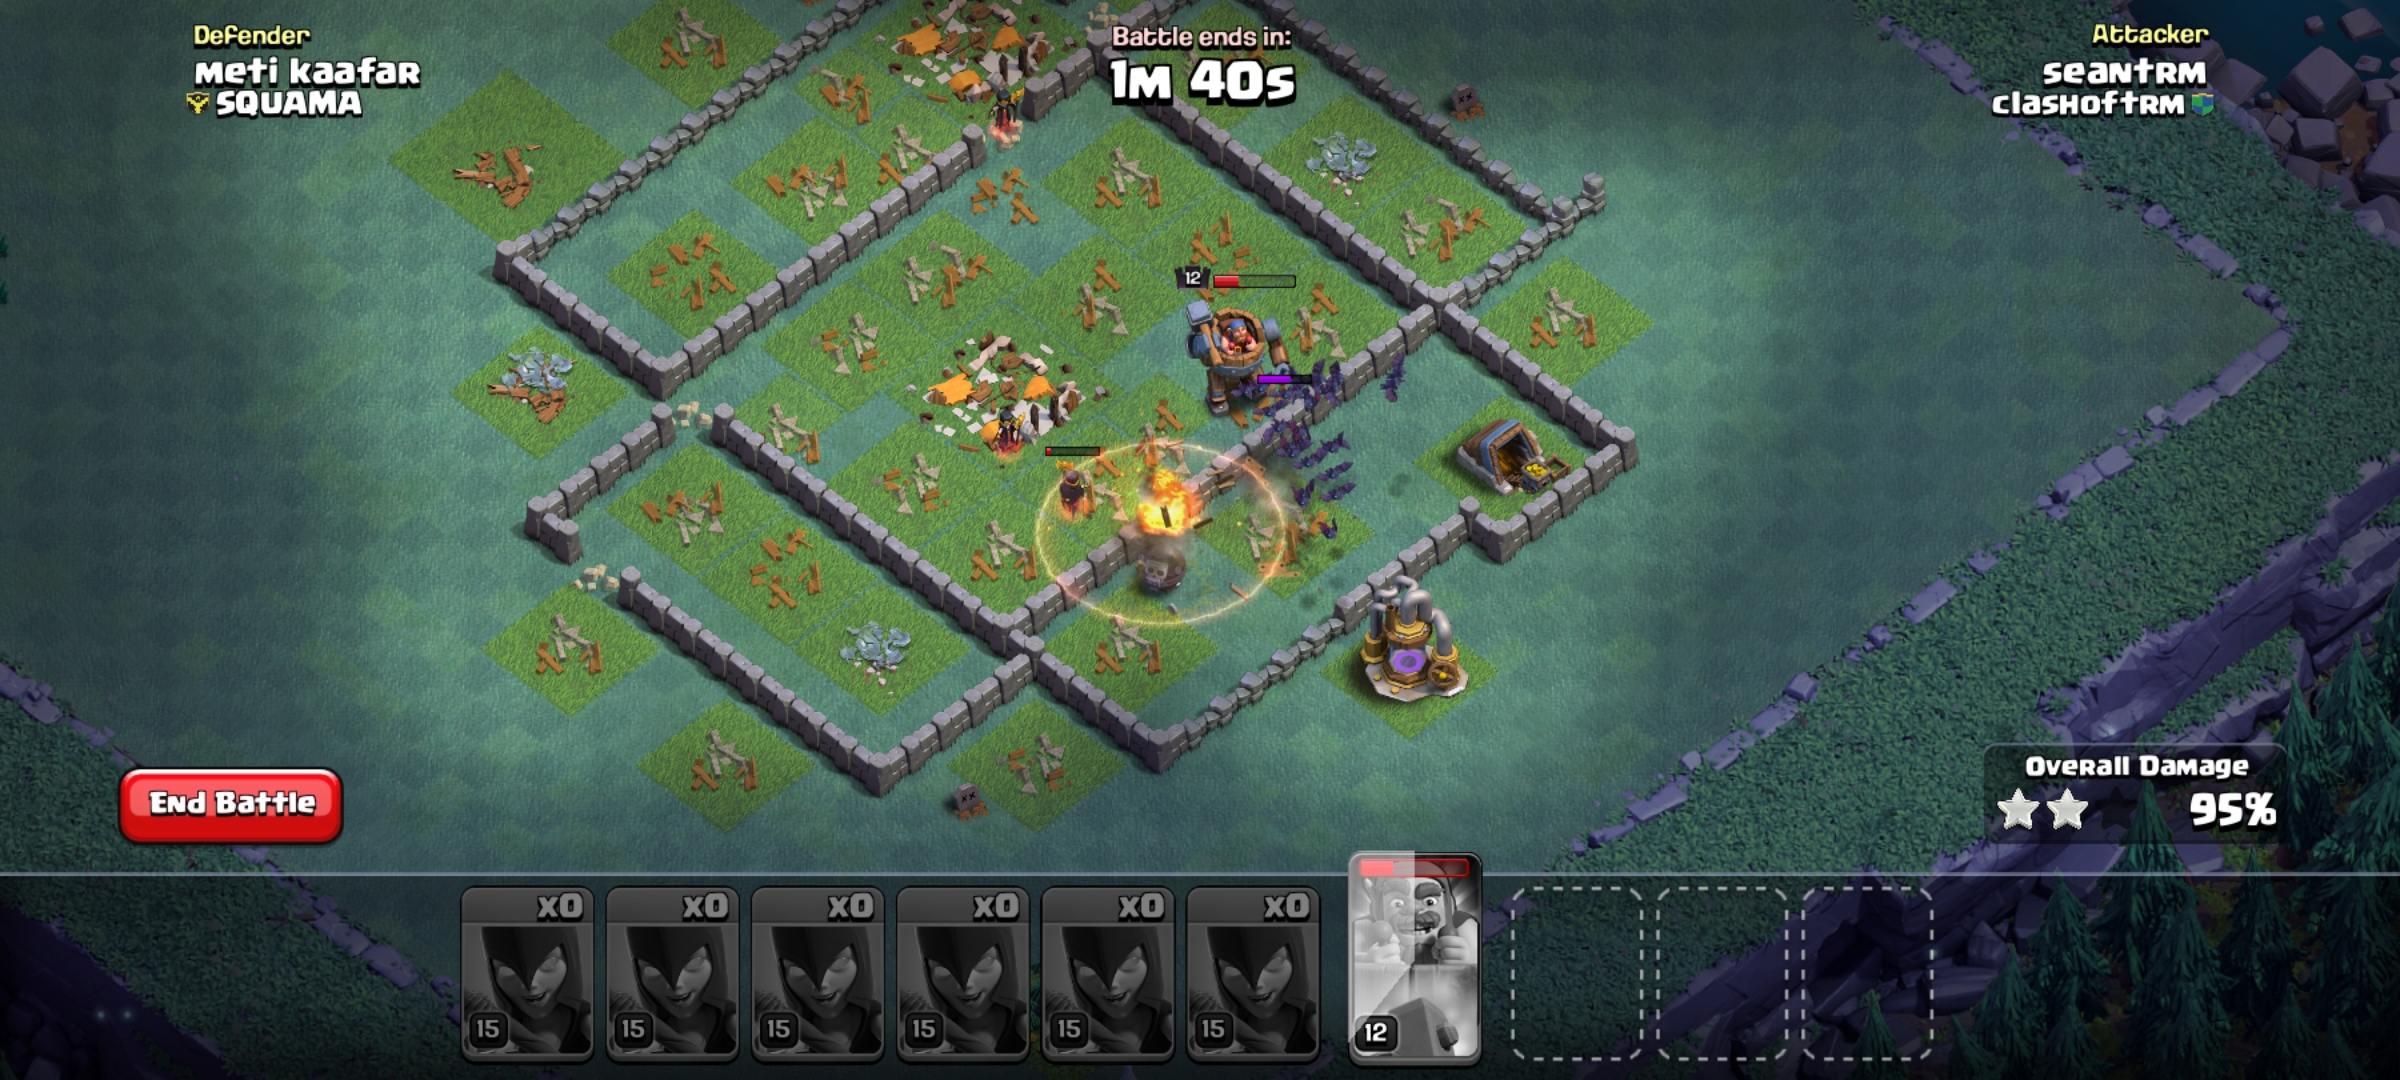 Defender
meti kaafar
SQUAMA
Battle ends in:
1M 40s
Attacker
seantrm
clashoftrm
12
End Battle
Overall Damage
95%
x0
x0
x0
x0
x0
x0
15
15
15
15
15
15
12